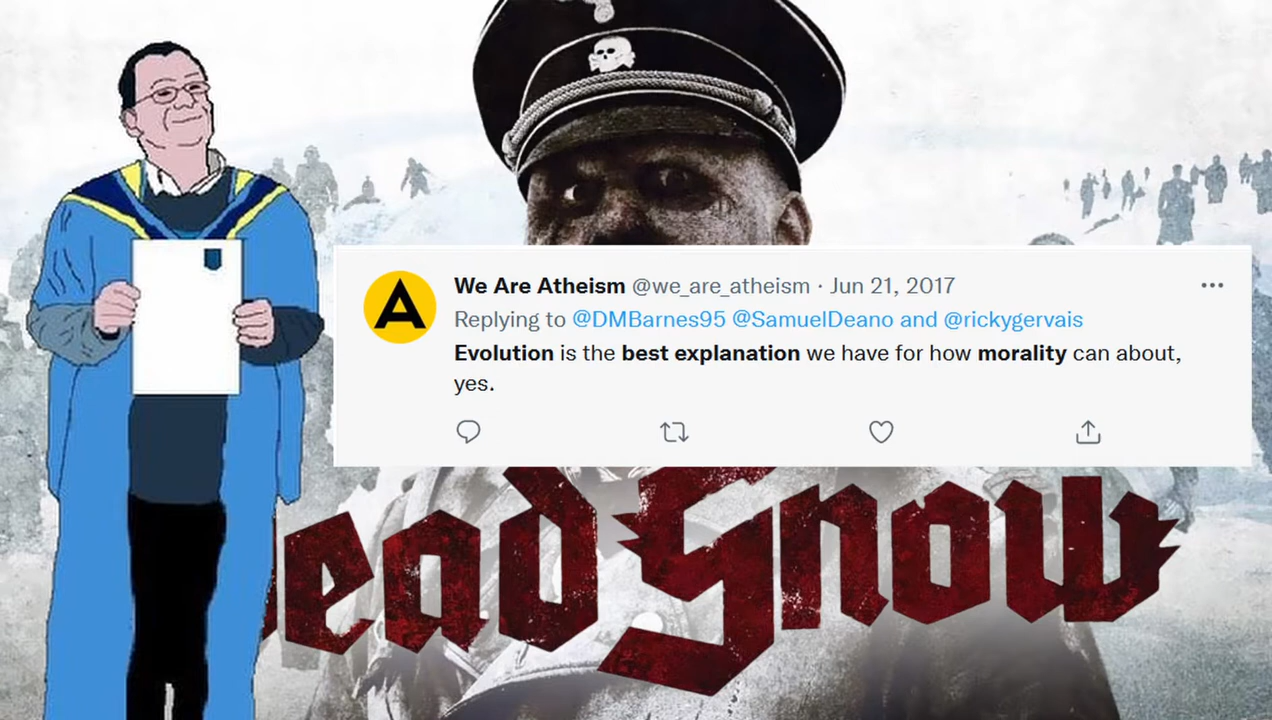 We Are Atheism @we_are_atheism · Jun 21, 2017
Replying to @DMBarnes95 @SamuelDeano and @rickygervais
Evolution is the best explanation we have for how morality can about,
yes.
ead Snow